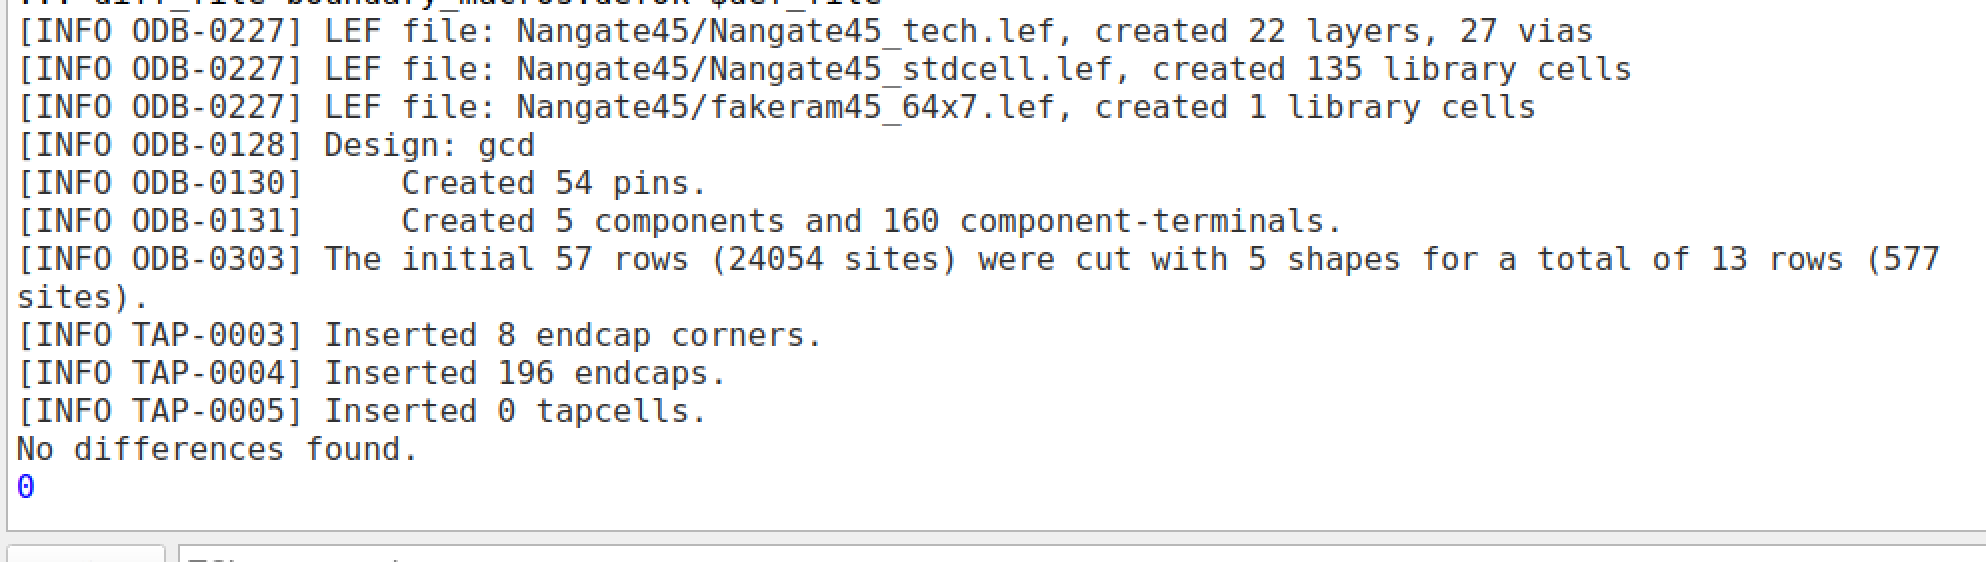 ... diff_file boundary_macros.defok $def_file
[INFO ODB-0227] LEF file: Nangate45/Nangate45_tech.lef, created 22 layers, 27 vias
[INFO ODB-0227] LEF file: Nangate45/Nangate45_stdcell.lef, created 135 library cells
[INFO ODB-0227] LEF file: Nangate45/fakeram45_64x7.lef, created 1 library cells
[INFO ODB-0128] Design: gcd
[INFO ODB-0130]     Created 54 pins.
[INFO ODB-0131]     Created 5 components and 160 component-terminals.
[INFO ODB-0303] The initial 57 rows (24054 sites) were cut with 5 shapes for a total of 13 rows (577
sites).
[INFO TAP-0003] Inserted 8 endcap corners.
[INFO TAP-0004] Inserted 196 endcaps.
[INFO TAP-0005] Inserted 0 tapcells.
No differences found.
0